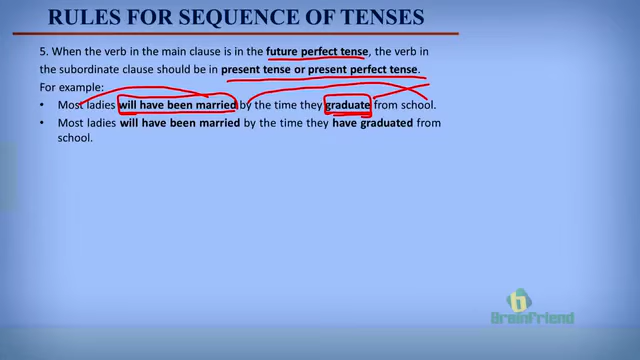 RULES FOR SEQUENCE OF TENSES
5. When the verb in the main clause is in the future perfect tense, the verb in
the subordinate clause should be in present tense or present perfect tense.
For example:
• Most ladies will have been married by the time they graduate from school.
• Most ladies will have been married by the time they have graduated from
school.
BrainFriend